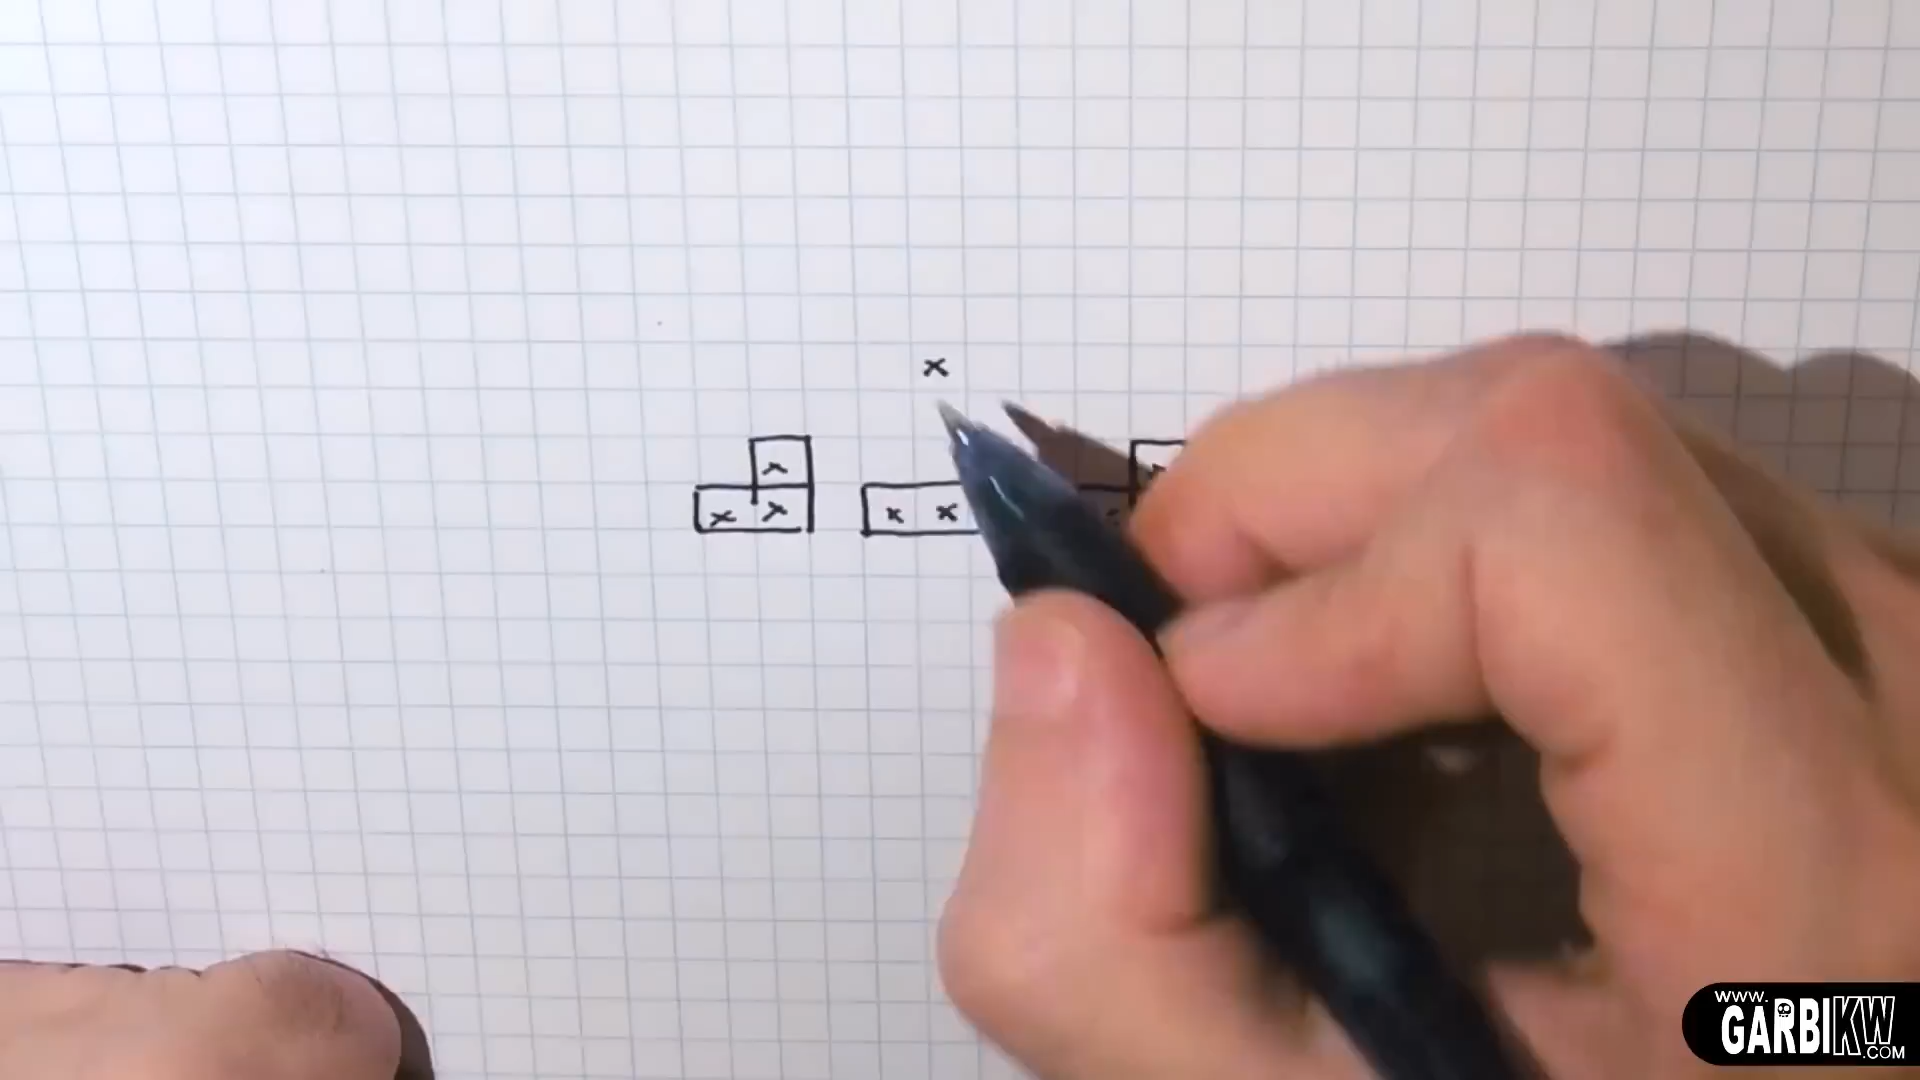 x
x x
x x x x
www.
GARBIKW
.COM